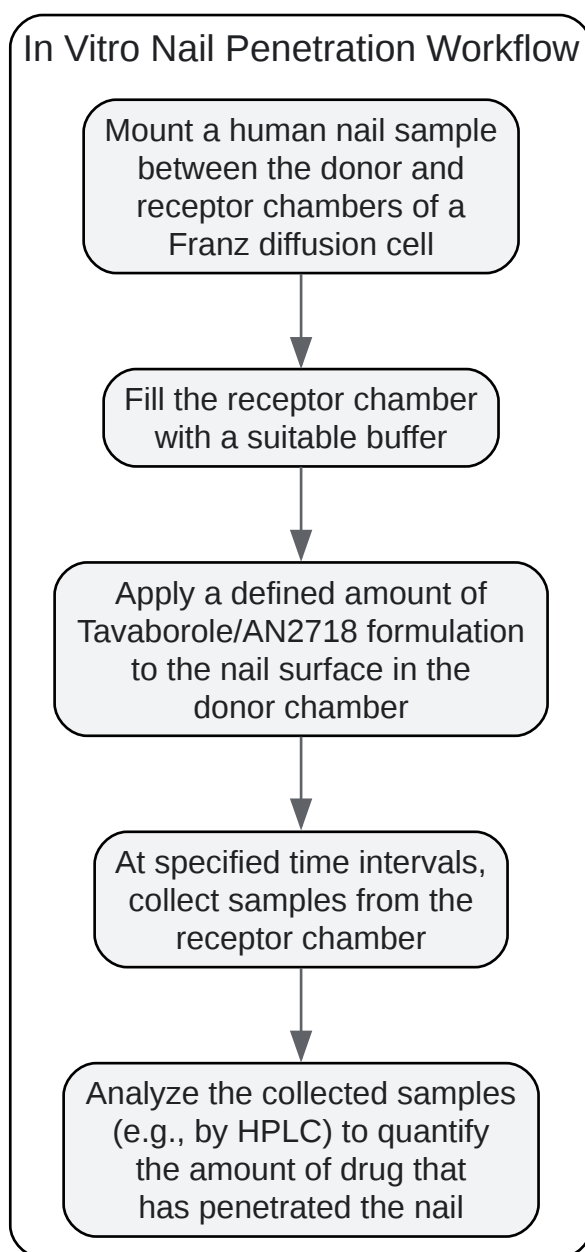 In Vitro Nail Penetration Workflow
Mount a human nail sample
between the donor and
receptor chambers of a
Franz diffusion cell
Fill the receptor chamber
with a suitable buffer
Apply a defined amount of
Tavaborole/AN2718 formulation
to the nail surface in the
donor chamber
At specified time intervals,
collect samples from the
receptor chamber
Analyze the collected samples
(e.g., by HPLC) to quantify
the amount of drug that
has penetrated the nail